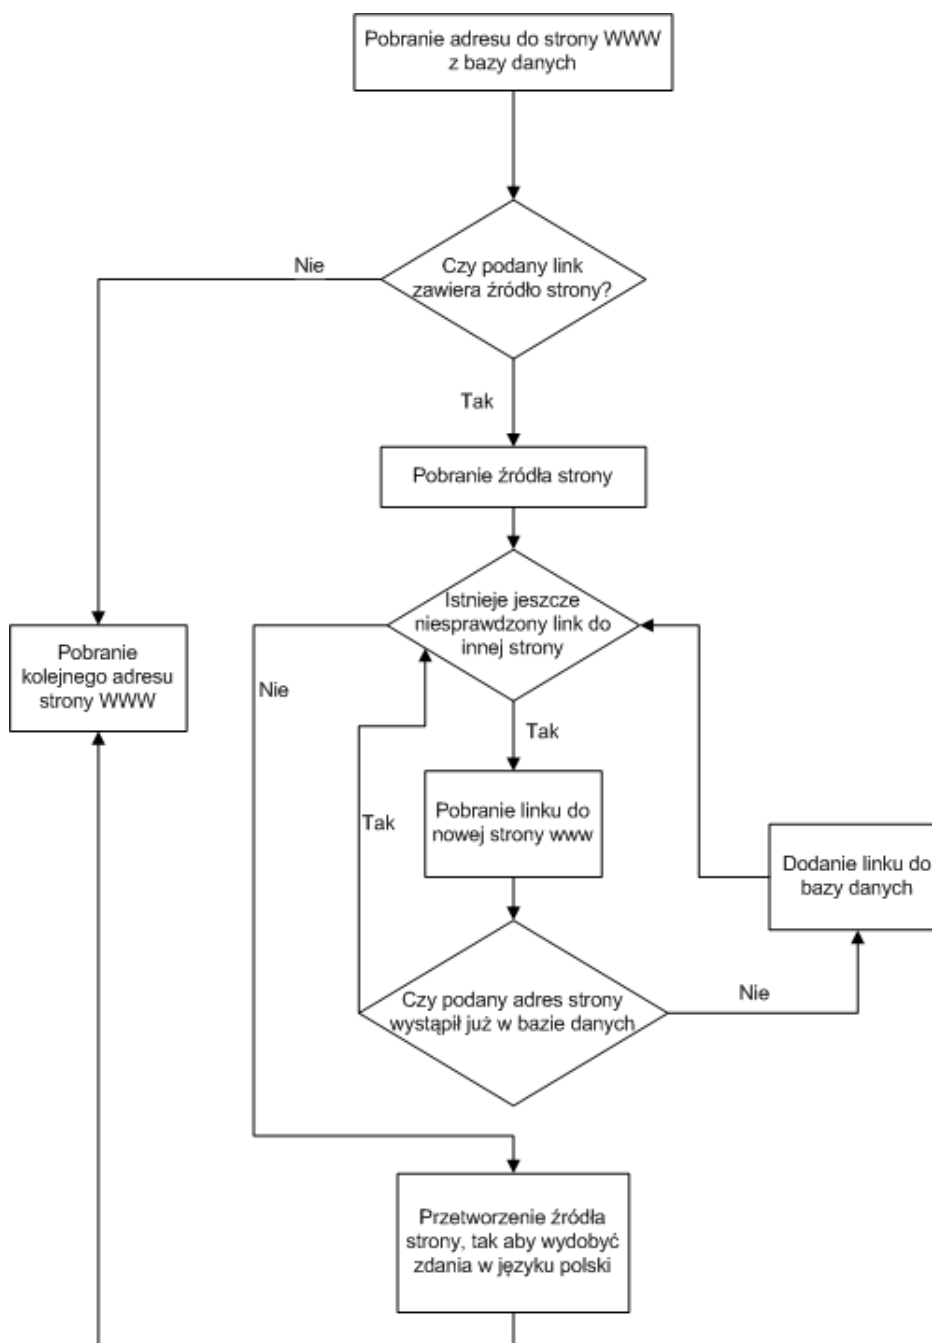 Pobranie adresu do strony WWW
z bazy danych
Nie
Czy podany link
zawiera źródło strony?
Tak
Pobranie źródła strony
Istnieje jeszcze
niesprawdzony link do
innej strony
Pobranie
kolejnego adresu
strony WWW
Nie
Tak
Pobranie linku do
nowej strony www
Tak
Dodanie linku do
bazy danych
Czy podany adres strony
wystąpił już w bazie danych
Nie
Przetworzenie źródła
strony, tak aby wydobyć
zdania w języku polski